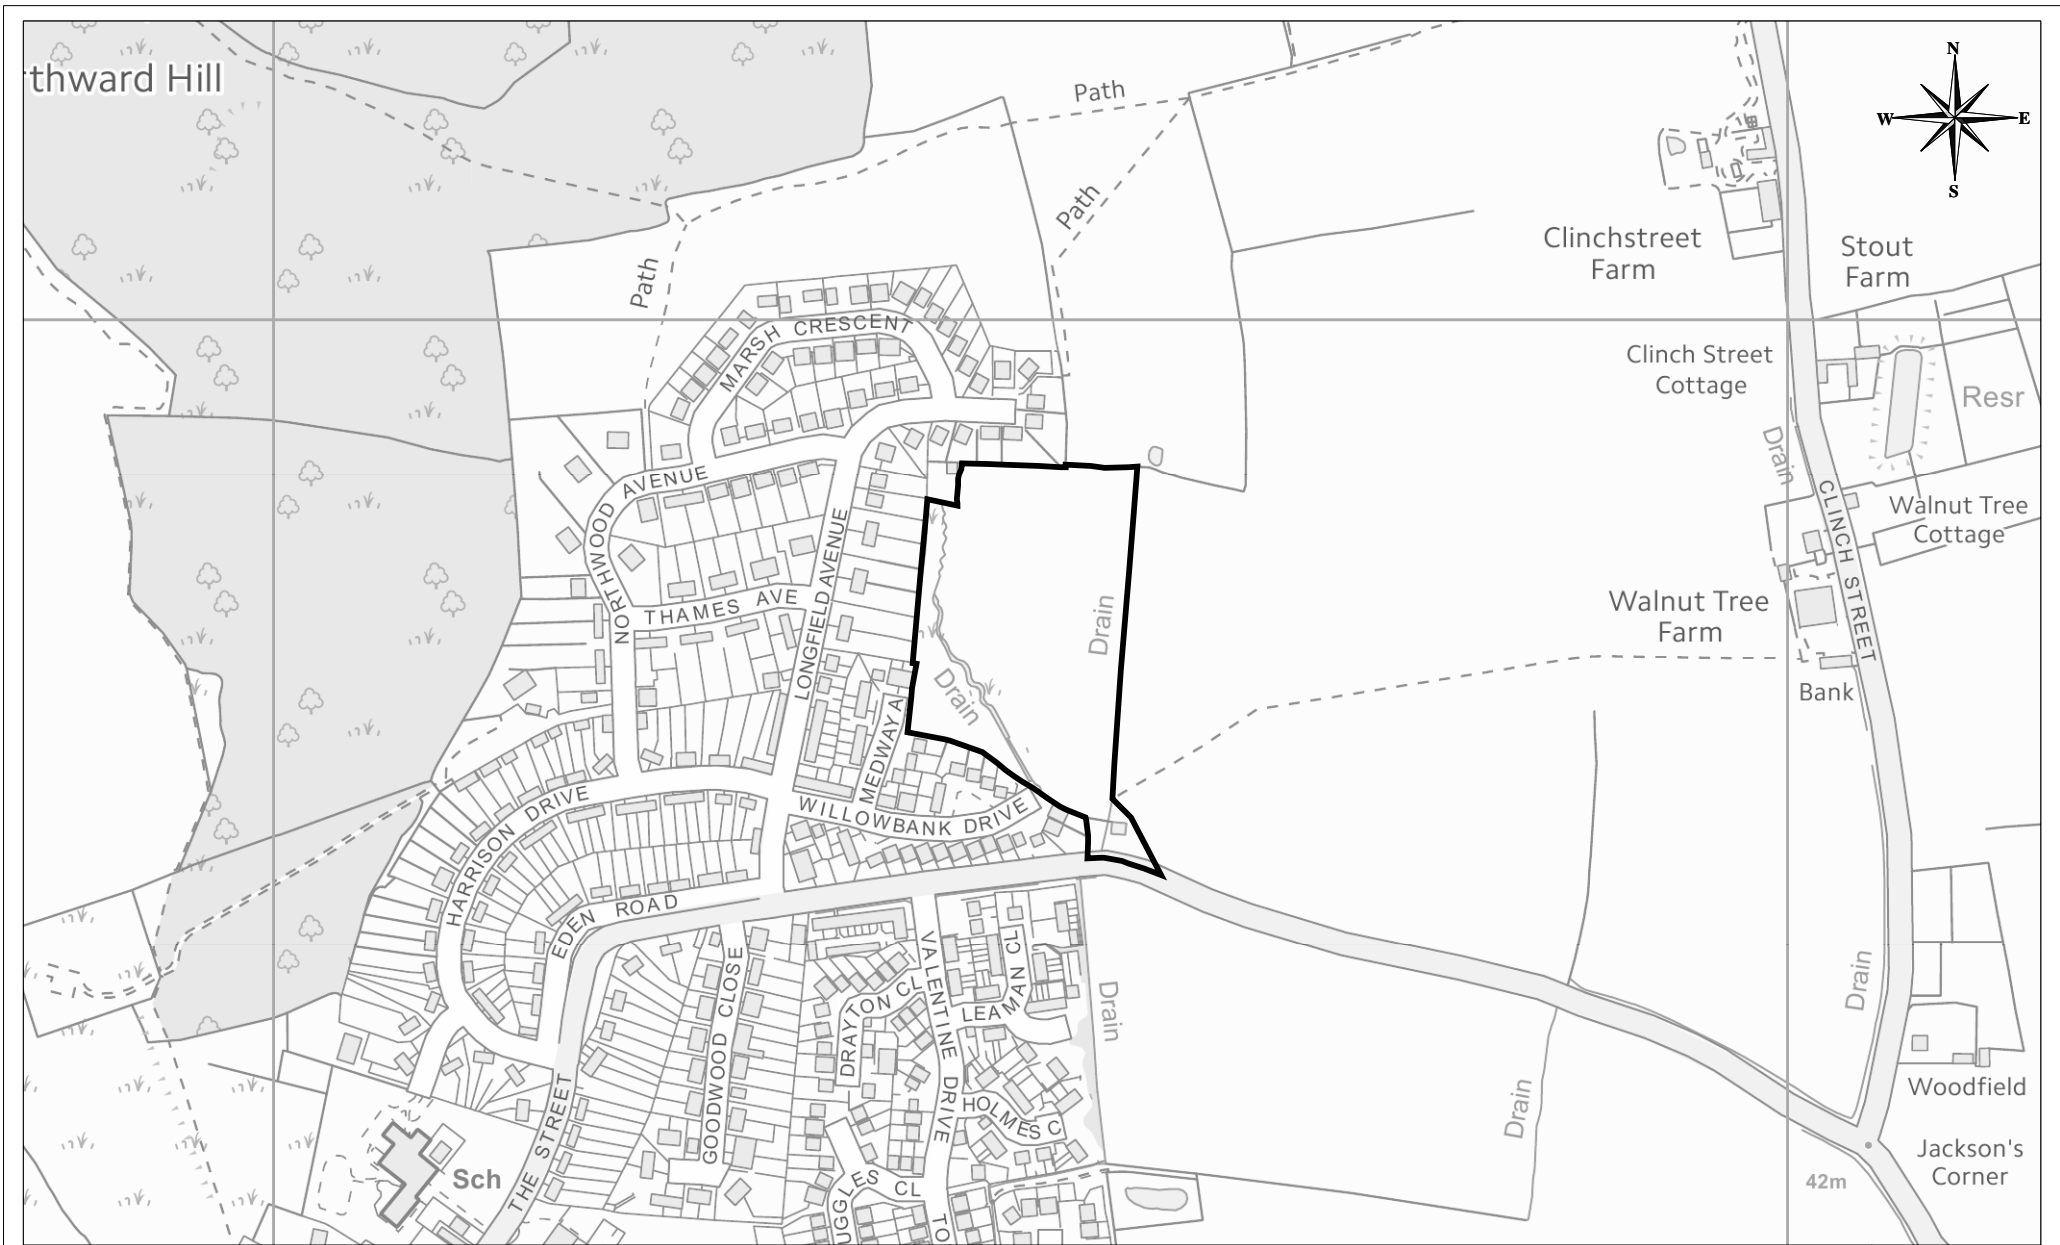 N
W
E
S
thward Hill
Path
Path
Path
Clinchstreet
Farm
Stout
Farm
MARSH CRESCENT
Clinch Street
Cottage
Resr
Drain
NORTHWOOD AVENUE
CLINCH STREET
Walnut Tree
Cottage
LONGFIELD AVENUE
THAMES AVE
Drain
Walnut Tree
Farm
Drain
Bank
MEDWAY A
WILLOWBANK DRIVE
HARRISON DRIVE
EDEN ROAD
VALENTINE DRIVE
GOODWOOD CLOSE
DRAYTON CL
LEAMAN CL
Drain
Drain
Drain
HOLMES C
Woodfield
THE STREET
Sch
UGGLES CL
TO
Jackson's
Corner
42m